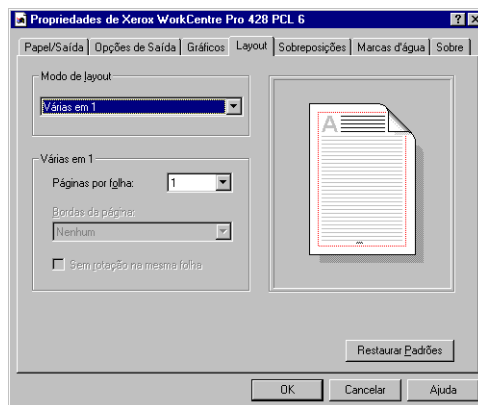 Propriedades de Xerox WorkCentre Pro 428 PCL 6
Papel/Saída Opções de Saída Gráficos Layout Sobreposições Marcas d'água Sobre
Modo de layout
Várias em 1
Várias em 1
Páginas por folha: 1
Bordas da página:
Nenhum
Sem rotação na mesma folha
A
Restaurar Padrões
OK Cancelar Ajuda